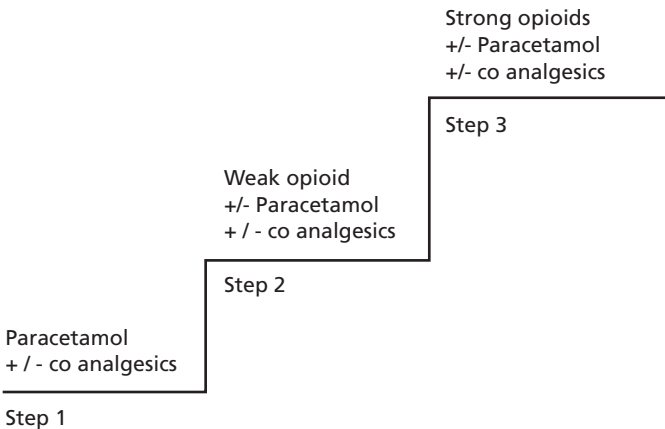 Strong opioids
+/- Paracetamol
+/- co analgesics
Step 3
Weak opioid
+/- Paracetamol
+ / - co analgesics
Step 2
Paracetamol
+ / - co analgesics
Step 1